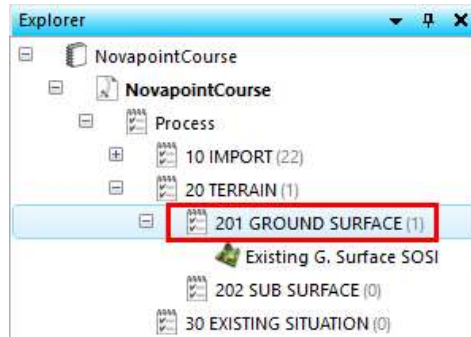 Explorer
NovapointCourse
NovapointCourse
Process
10 IMPORT (22)
20 TERRAIN (1)
201 GROUND SURFACE (1)
Existing G. Surface SOSI
202 SUB SURFACE (0)
30 EXISTING SITUATION (0)